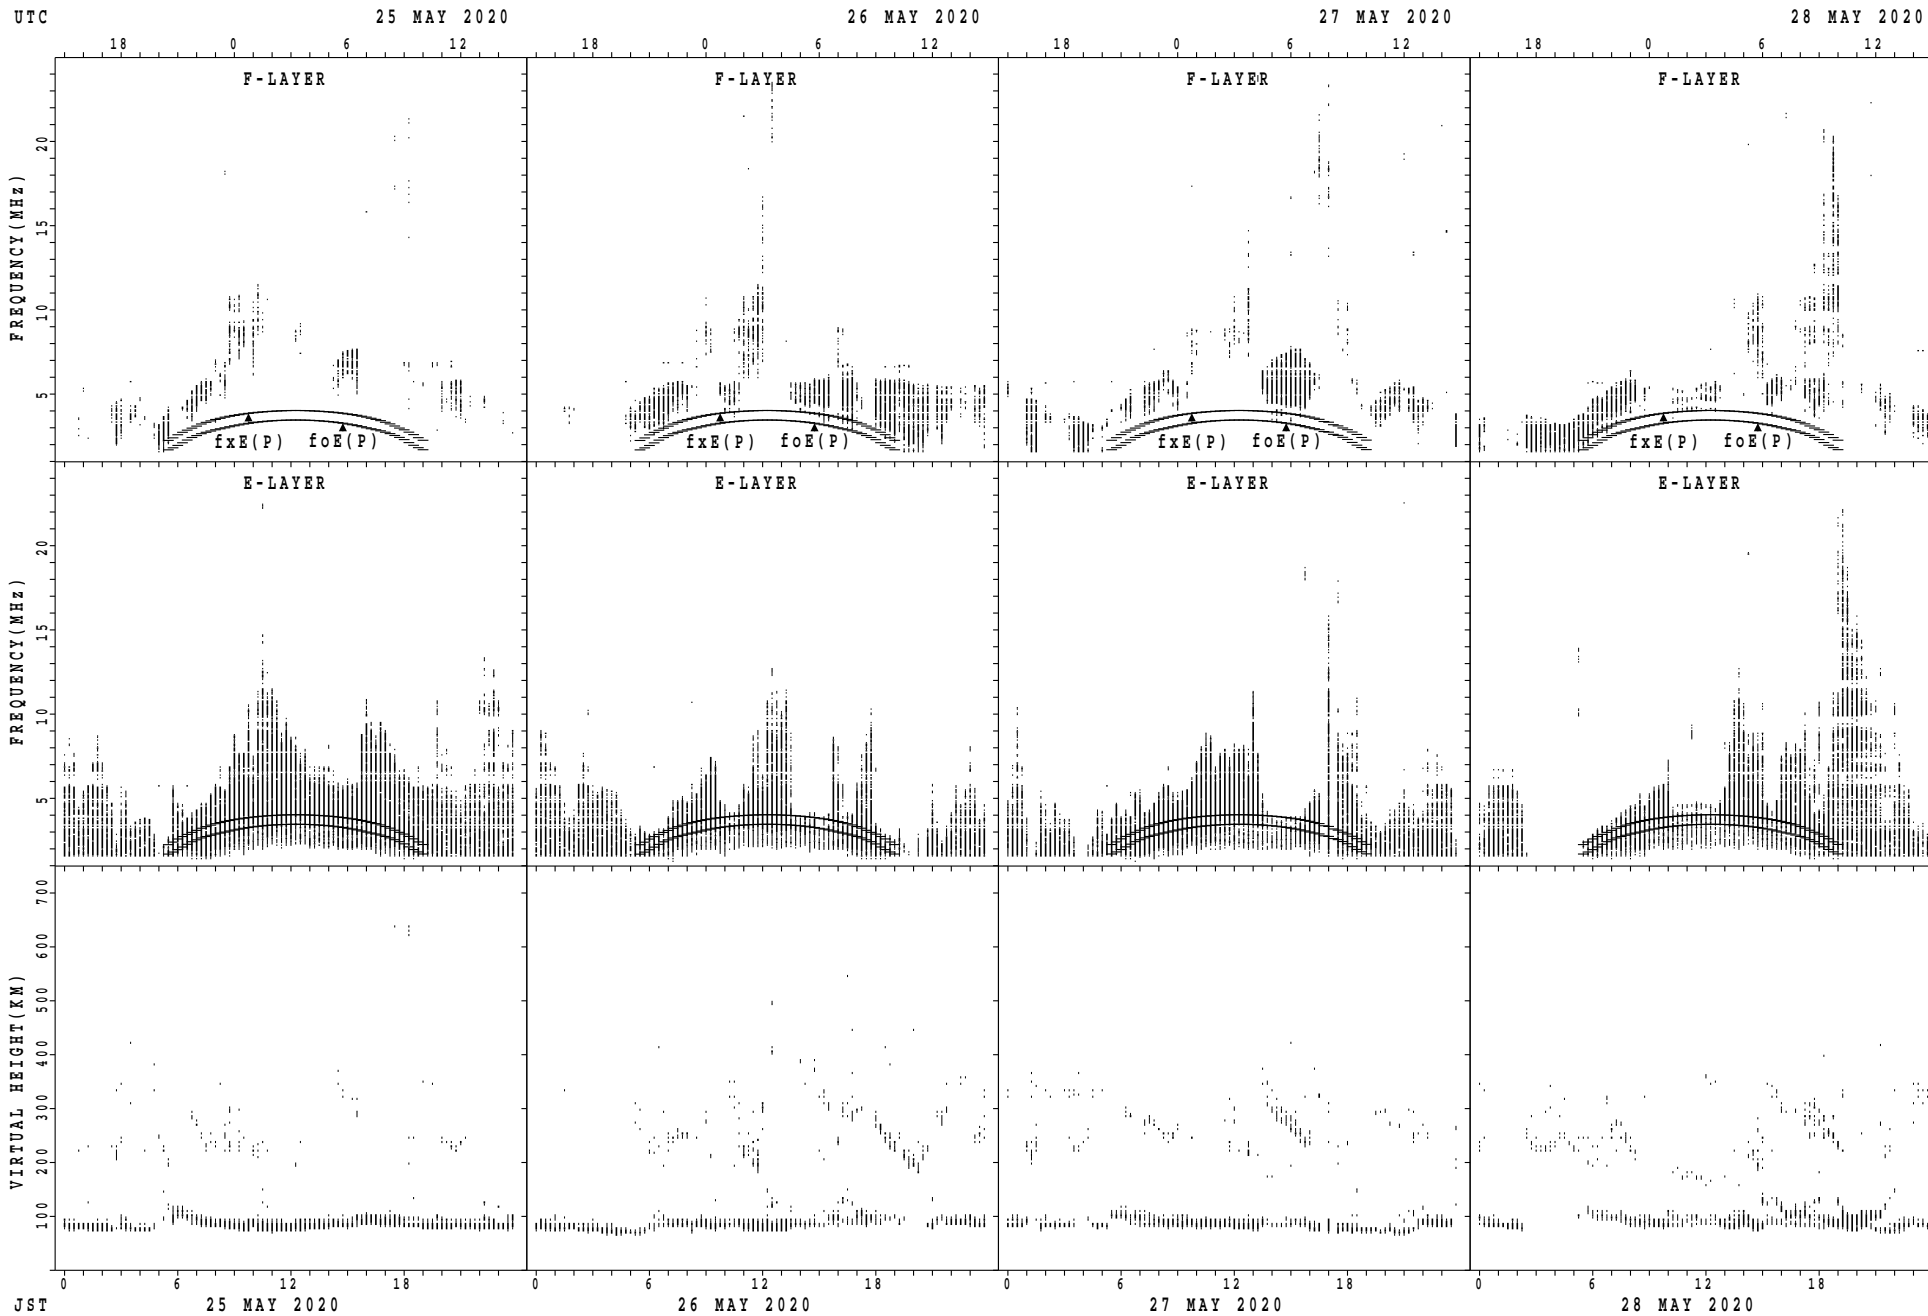 UTC 25 MAY 2020 26 MAY 2020 27 MAY 2020 28 MAY 2020
18 0 6 12 18 0 6 12 18 0 6 12 18 0 6 12
F-LAYER F-LAYER F-LAYER F-LAYER
FREQUENCY(MHz)
20
15
10
5
fxE(P) foE(P) fxE(P) foE(P) fxE(P) foE(P) fxE(P) foE(P)
E-LAYER E-LAYER E-LAYER E-LAYER
FREQUENCY(MHz)
20
15
10
5
VIRTUAL HEIGHT(KM)
700
600
500
400
300
200
100
0 6 12 18 0 6 12 18 0 6 12 18 0 6 12 18
JST 25 MAY 2020 26 MAY 2020 27 MAY 2020 28 MAY 2020